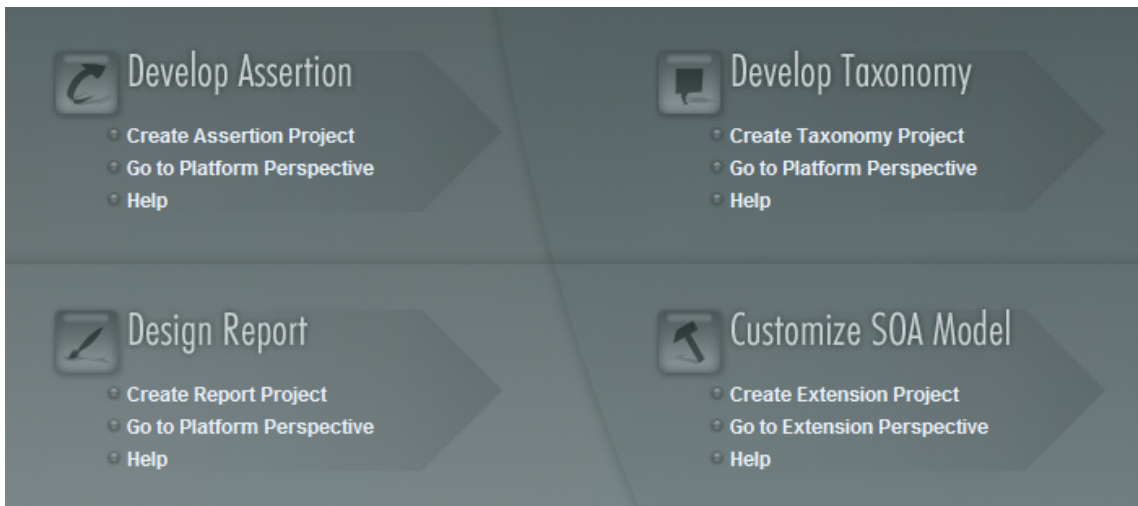 Develop Assertion
Create Assertion Project
Go to Platform Perspective
Help
Develop Taxonomy
Create Taxonomy Project
Go to Platform Perspective
Help
Design Report
Create Report Project
Go to Platform Perspective
Help
Customize SOA Model
Create Extension Project
Go to Extension Perspective
Help